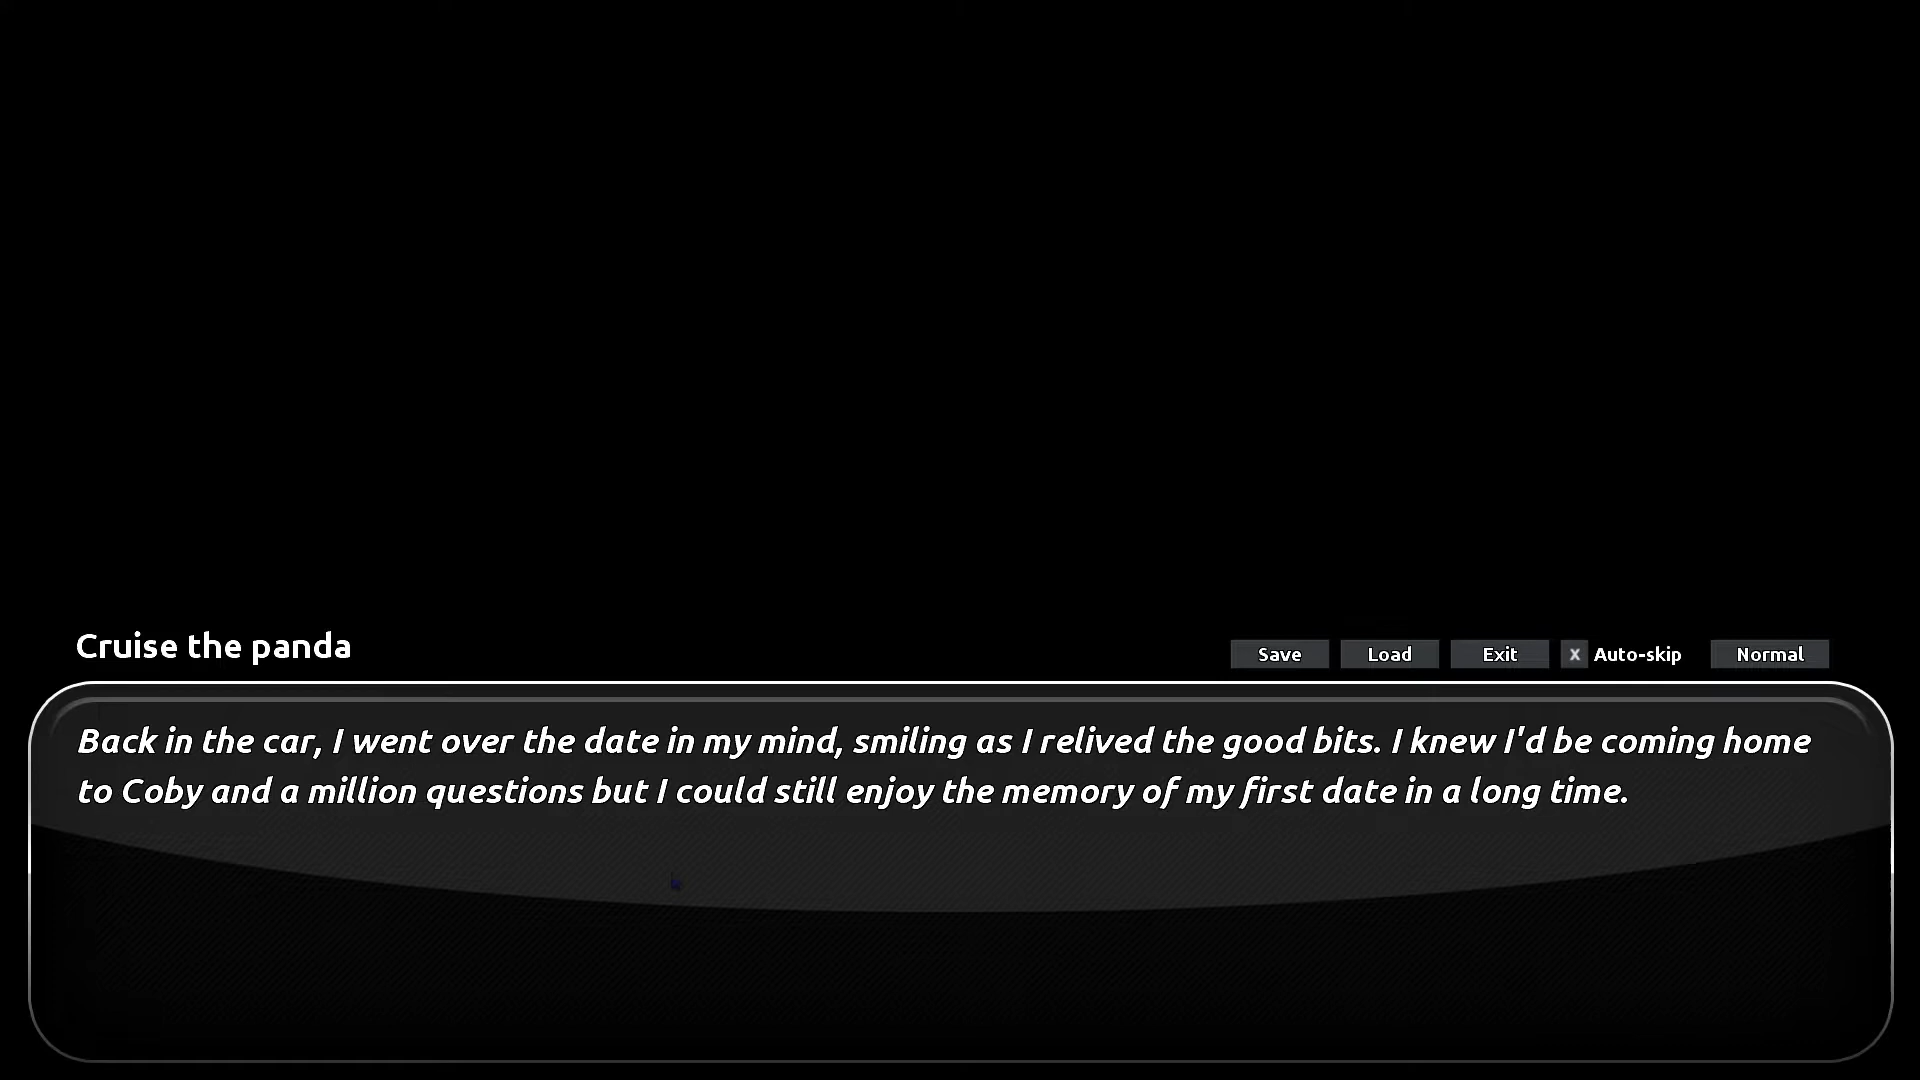 Cruise the panda
Save Load Exit x Auto-skip Normal
Back in the car, I went over the date in my mind, smiling as I relived the good bits. I knew I'd be coming home
to Coby and a million questions but I could still enjoy the memory of my first date in a long time.